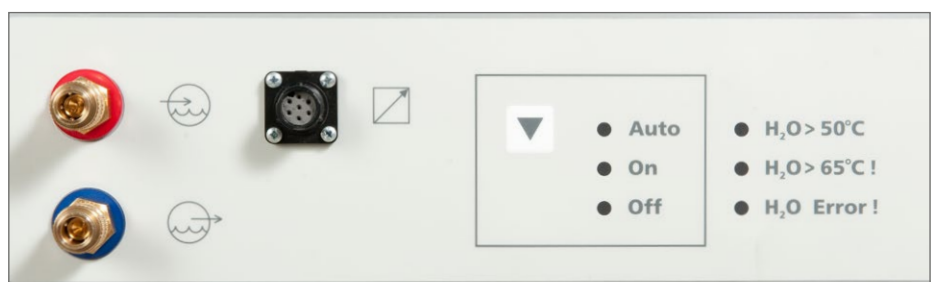 Auto
On
Off
H₂O > 50°C
H₂O > 65°C !
H₂O Error !